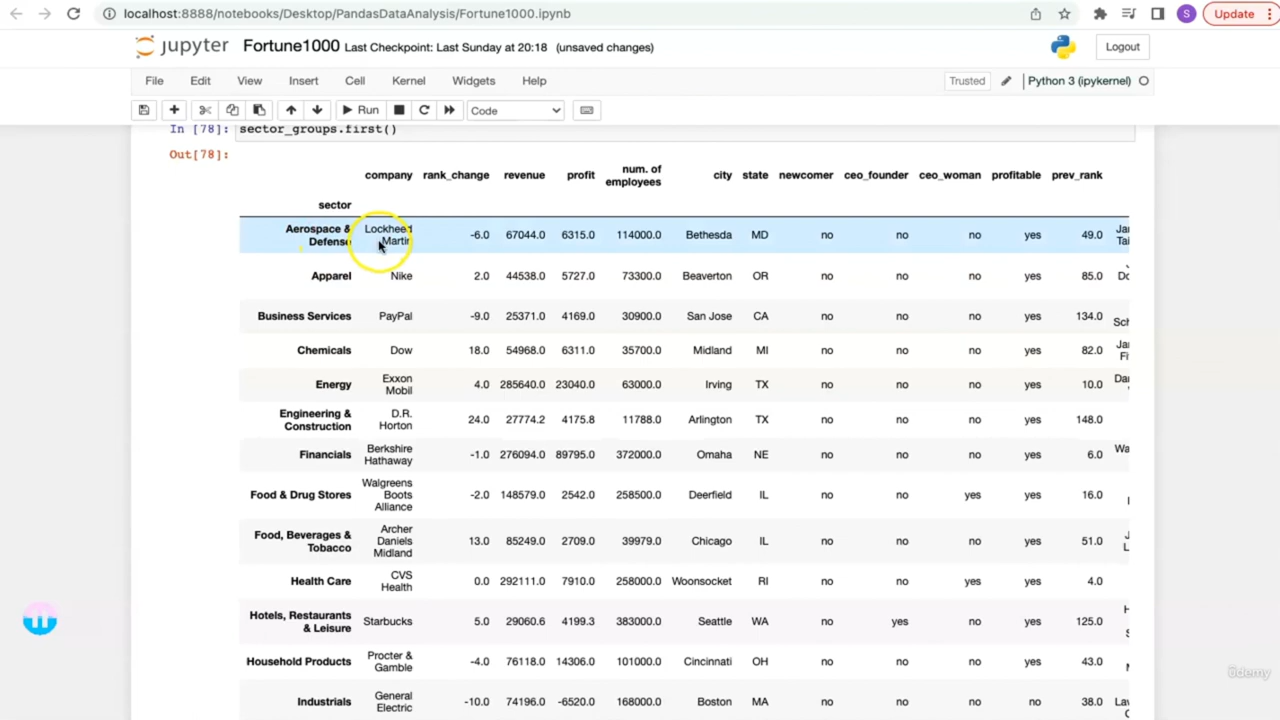 localhost:8888/notebooks/Desktop/PandasDataAnalysis/Fortune1000.ipynb
S
Update
jupyter Fortune1000 Last Checkpoint: Last Sunday at 20:18 (unsaved changes)
Logout
File Edit View Insert Cell Kernel Widgets Help
Trusted
Python 3 (ipykernel)
Run
Code
In [78]: sector_groups.first()
Out[78]:
company rank_change revenue profit num. of employees city state newcomer ceo_founder ceo_woman profitable prev_rank
sector
Aerospace & Defense Lockheed Martin -6.0 67044.0 6315.0 114000.0 Bethesda MD no no no yes 49.0 Jar Tai
Apparel Nike 2.0 44538.0 5727.0 73300.0 Beaverton OR no no no yes 85.0
Business Services PayPal -9.0 25371.0 4169.0 30900.0 San Jose CA no no no yes 134.0 Sch
Chemicals Dow 18.0 54968.0 6311.0 35700.0 Midland MI no no no yes 82.0 Jar Fi
Energy Exxon Mobil 4.0 285640.0 23040.0 63000.0 Irving TX no no no yes 10.0 Dar
Engineering & Construction D.R. Horton 24.0 27774.2 4175.8 11788.0 Arlington TX no no no yes 148.0
Financials Berkshire Hathaway -1.0 276094.0 89795.0 372000.0 Omaha NE no no no yes 6.0 Wa
Food & Drug Stores Walgreens Boots Alliance -2.0 148579.0 2542.0 258500.0 Deerfield IL no no yes yes 16.0
Food, Beverages & Tobacco Archer Daniels Midland 13.0 85249.0 2709.0 39979.0 Chicago IL no no no yes 51.0
Health Care CVS Health 0.0 292111.0 7910.0 258000.0 Woonsocket RI no no yes yes 4.0
Hotels, Restaurants & Leisure Starbucks 5.0 29060.6 4199.3 383000.0 Seattle WA no yes no yes 125.0
Household Products Procter & Gamble -4.0 76118.0 14306.0 101000.0 Cincinnati OH no no no yes 43.0
Industrials General Electric -10.0 74196.0 -6520.0 168000.0 Boston MA no no no no 38.0 Lav
ûdemy